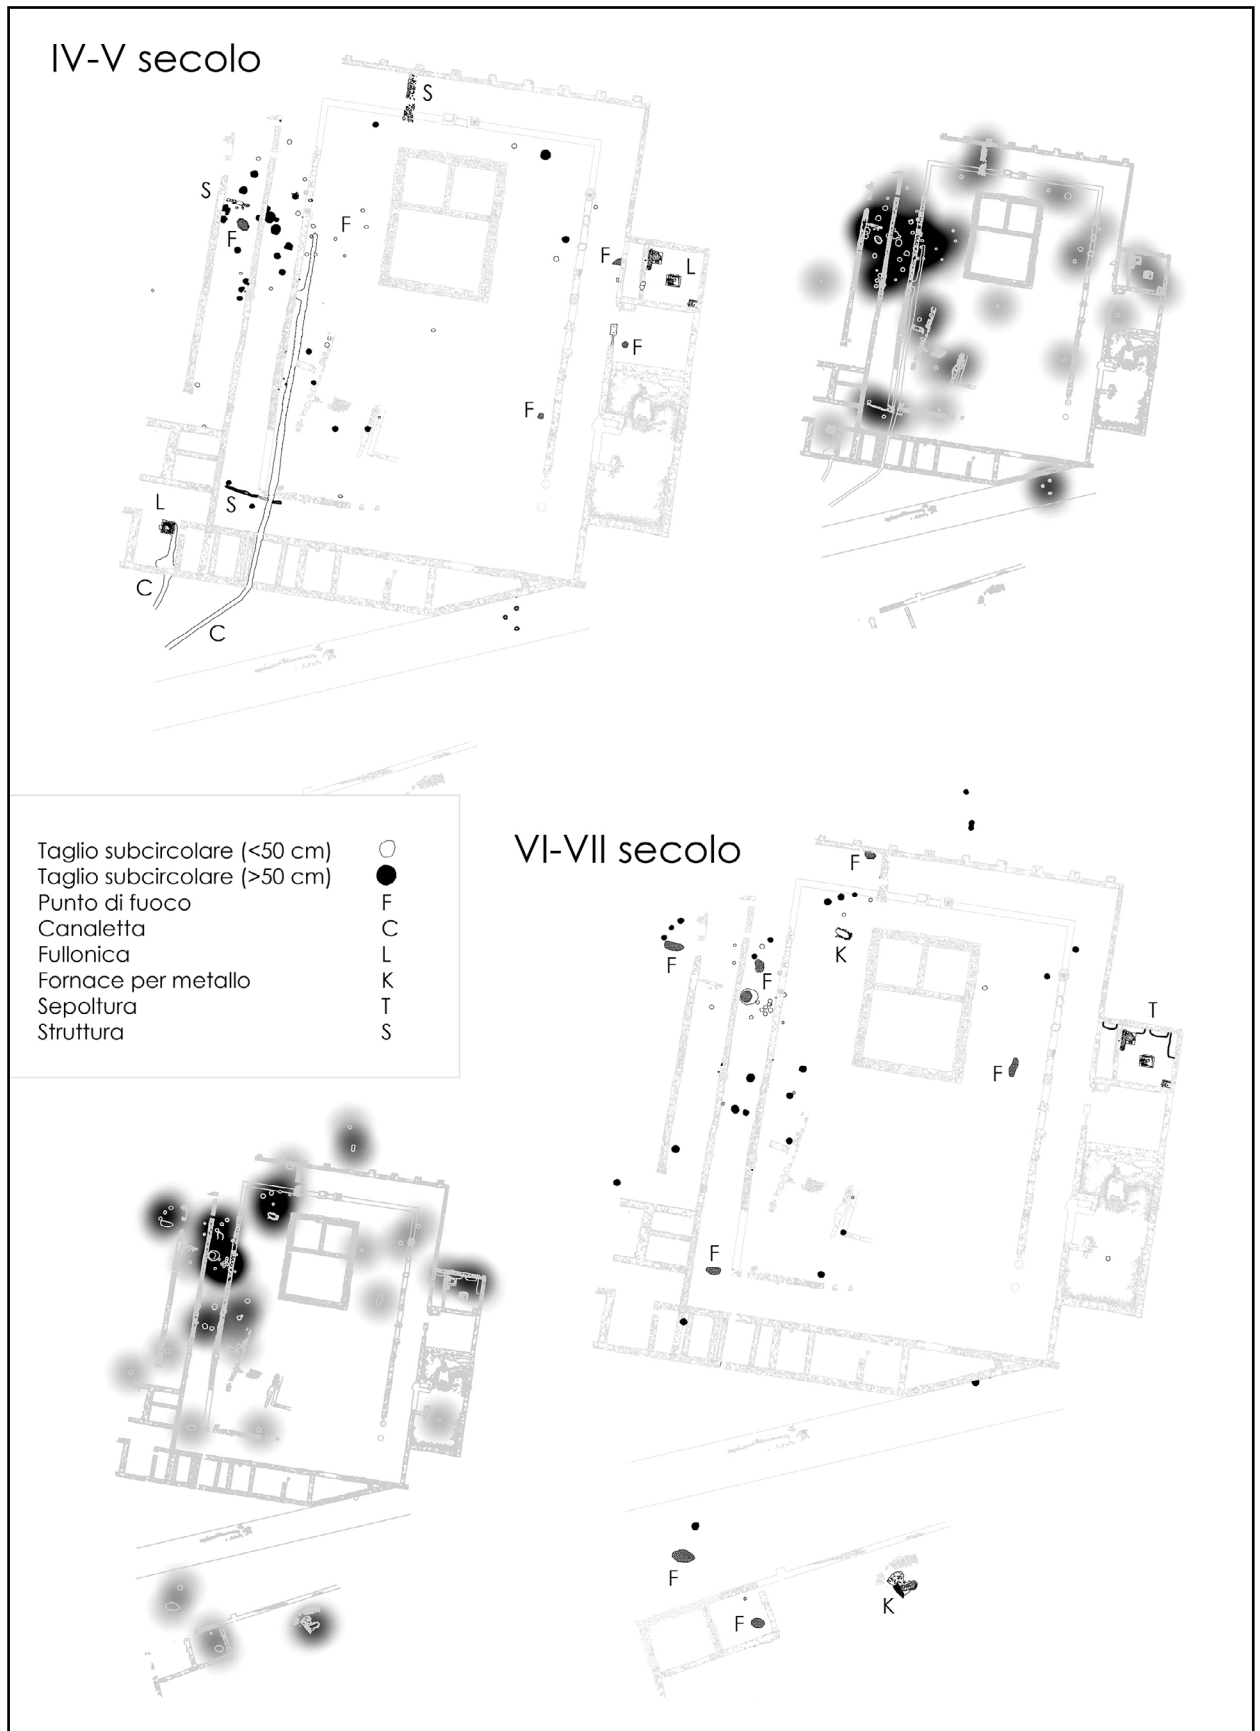 IV-V secolo
S
S
F
F
F
L
F
F
S
L
C
C
Taglio subcircolare (<50 cm)
Taglio subcircolare (>50 cm)
Punto di fuoco F
Canaletta C
Fullonica L
Fornace per metallo K
Sepoltura T
Struttura S
VI-VII secolo
F
K
F
F
T
F
F
F
K
F